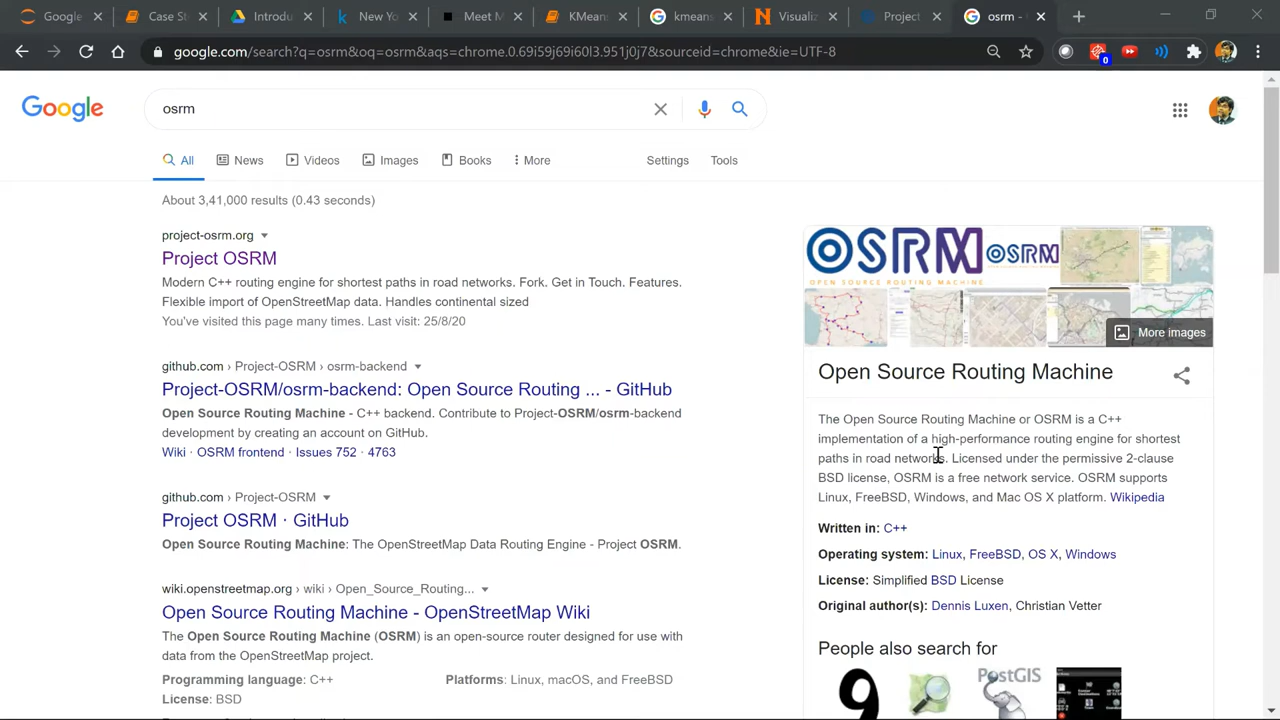 Google
Case St
Introdu
New Yo
Meet M
KMean
kmean
Visualiz
Project
osrm -
google.com/search?q=osrm&oq=osrm&aqs=chrome.0.69i59j69i60l3.951j0j7&sourceid=chrome&ie=UTF-8
0
Google
osrm
All
News
Videos
Images
Books
More
Settings
Tools
About 3,41,000 results (0.43 seconds)
project-osrm.org
Project OSRM
Modern C++ routing engine for shortest paths in road networks. Fork. Get in Touch. Features.
Flexible import of OpenStreetMap data. Handles continental sized
You've visited this page many times. Last visit: 25/8/20
github.com › Project-OSRM › osrm-backend
Project-OSRM/osrm-backend: Open Source Routing ... - GitHub
Open Source Routing Machine - C++ backend. Contribute to Project-OSRM/osrm-backend
development by creating an account on GitHub.
Wiki · OSRM frontend · Issues 752 · 4763
github.com › Project-OSRM
Project OSRM · GitHub
Open Source Routing Machine: The OpenStreetMap Data Routing Engine - Project OSRM.
wiki.openstreetmap.org › wiki › Open_Source_Routing...
Open Source Routing Machine - OpenStreetMap Wiki
The Open Source Routing Machine (OSRM) is an open-source router designed for use with
data from the OpenStreetMap project.
Programming language: C++
Platforms: Linux, macOS, and FreeBSD
License: BSD
OSRM
OPEN SOURCE ROUTING MACHINE
OSRM
More images
Open Source Routing Machine
The Open Source Routing Machine or OSRM is a C++
implementation of a high-performance routing engine for shortest
paths in road networks. Licensed under the permissive 2-clause
BSD license, OSRM is a free network service. OSRM supports
Linux, FreeBSD, Windows, and Mac OS X platform. Wikipedia
Written in: C++
Operating system: Linux, FreeBSD, OS X, Windows
License: Simplified BSD License
Original author(s): Dennis Luxen, Christian Vetter
People also search for
9
PostGIS